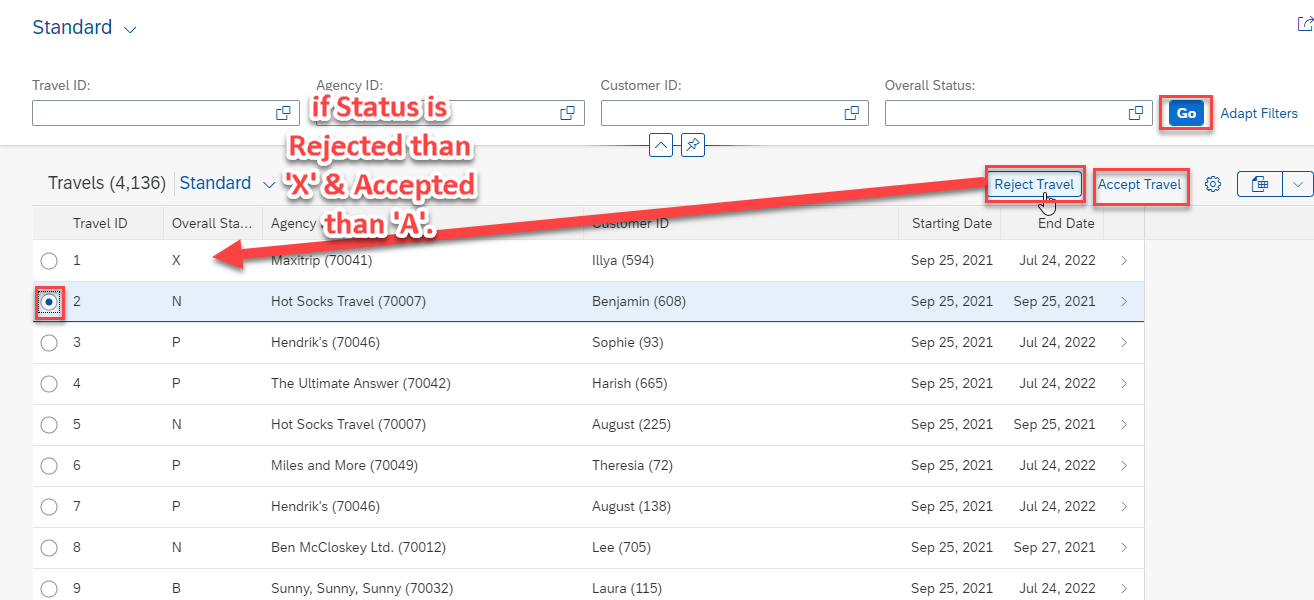 Standard
Travel ID: Agency ID: Customer ID: Overall Status:
Go Adapt Filters
if Status is
Rejected than
'X' & Accepted
than 'A'.
Travels (4,136) Standard Reject Travel Accept Travel
Travel ID Overall Sta... Agency Customer ID Starting Date End Date
1 X Maxitrip (70041) Illya (594) Sep 25, 2021 Jul 24, 2022
2 N Hot Socks Travel (70007) Benjamin (608) Sep 25, 2021 Sep 25, 2021
3 P Hendrik's (70046) Sophie (93) Sep 25, 2021 Jul 24, 2022
4 P The Ultimate Answer (70042) Harish (665) Sep 25, 2021 Jul 24, 2022
5 N Hot Socks Travel (70007) August (225) Sep 25, 2021 Sep 25, 2021
6 P Miles and More (70049) Theresia (72) Sep 25, 2021 Jul 24, 2022
7 P Hendrik's (70046) August (138) Sep 25, 2021 Jul 24, 2022
8 N Ben McCloskey Ltd. (70012) Lee (705) Sep 25, 2021 Sep 27, 2021
9 B Sunny, Sunny, Sunny (70032) Laura (115) Sep 25, 2021 Jul 24, 2022